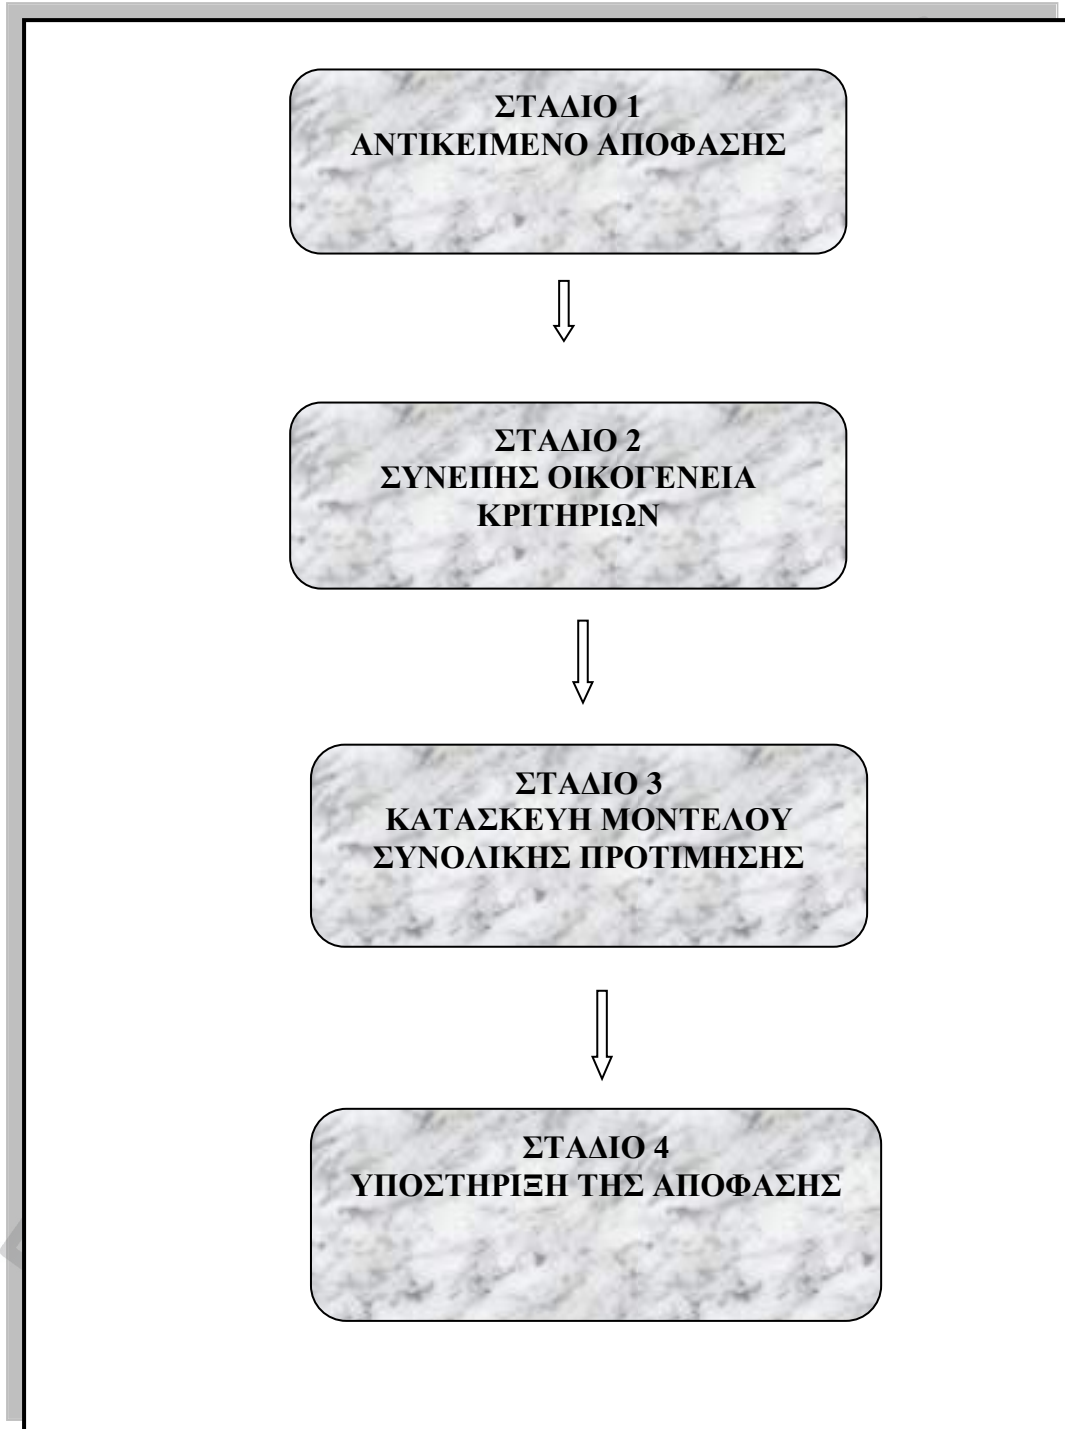 ΣΤΑΔΙΟ 1
ΑΝΤΙΚΕΙΜΕΝΟ ΑΠΟΦΑΣΗΣ
ΣΤΑΔΙΟ 2
ΣΥΝΕΠΗΣ ΟΙΚΟΓΕΝΕΙΑ
ΚΡΙΤΗΡΙΩΝ
ΣΤΑΔΙΟ 3
ΚΑΤΑΣΚΕΥΗ ΜΟΝΤΕΛΟΥ
ΣΥΝΟΛΙΚΗΣ ΠΡΟΤΙΜΗΣΗΣ
ΣΤΑΔΙΟ 4
ΥΠΟΣΤΗΡΙΞΗ ΤΗΣ ΑΠΟΦΑΣΗΣ